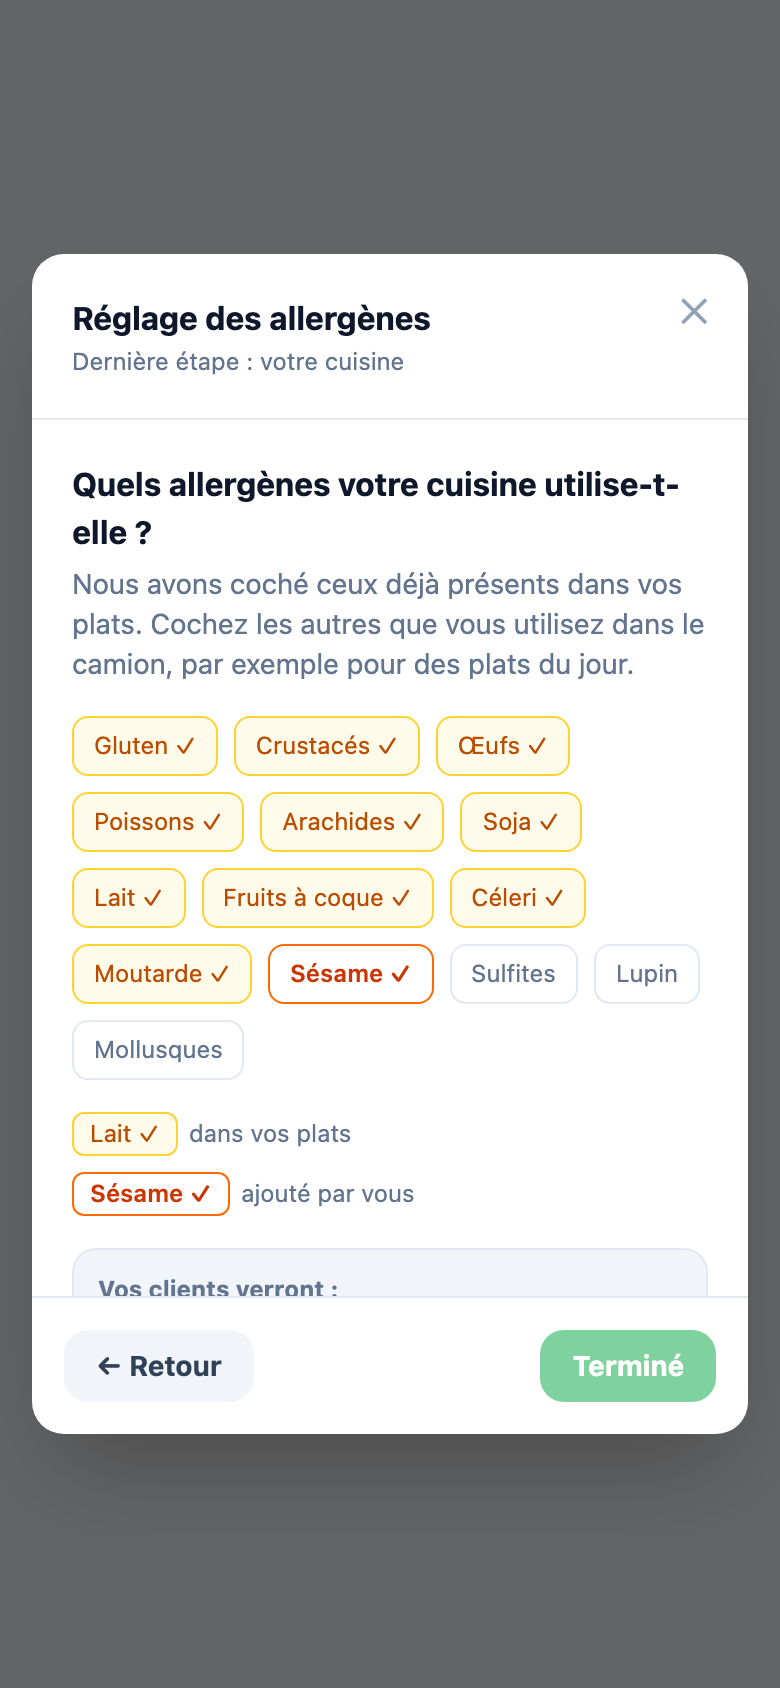 Réglage des allergènes
Dernière étape : votre cuisine
Quels allergènes votre cuisine utilise-t-
elle ?
Nous avons coché ceux déjà présents dans vos
plats. Cochez les autres que vous utilisez dans le
camion, par exemple pour des plats du jour.
Gluten ✓ Crustacés ✓ Œufs ✓
Poissons ✓ Arachides ✓ Soja ✓
Lait ✓ Fruits à coque ✓ Céleri ✓
Moutarde ✓ Sésame ✓ Sulfites Lupin
Mollusques
Lait ✓ dans vos plats
Sésame ✓ ajouté par vous
Vos clients verront :
← Retour Terminé